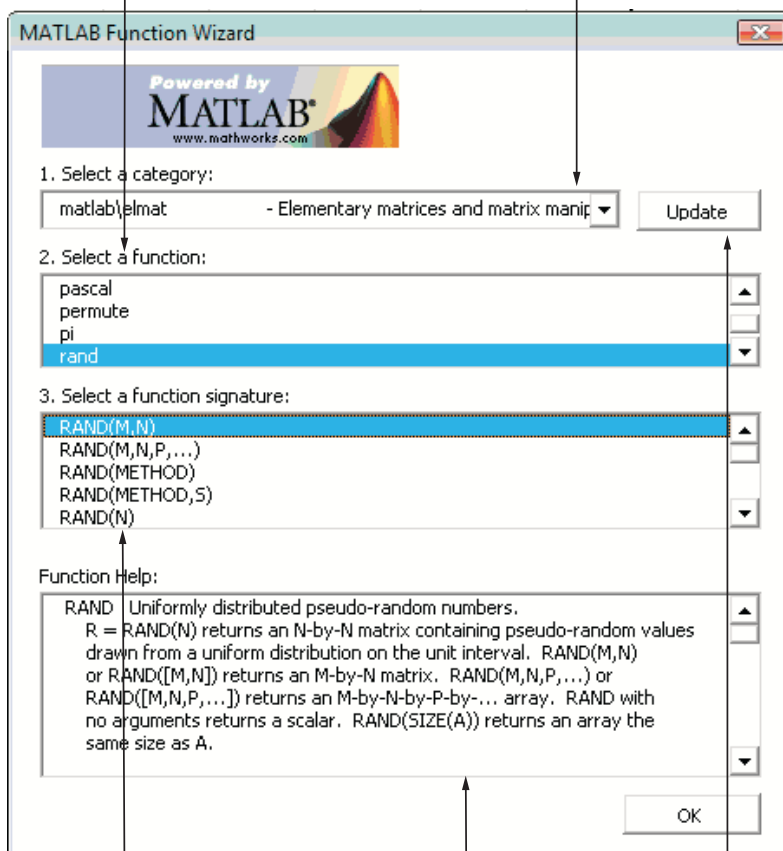 MATLAB Function Wizard
Powered by
MATLAB®
www.mathworks.com
1. Select a category:
matlab\elmat - Elementary matrices and matrix manip
Update
2. Select a function:
pascal
permute
pi
rand
3. Select a function signature:
RAND(M,N)
RAND(M,N,P,...)
RAND(METHOD)
RAND(METHOD,S)
RAND(N)
Function Help:
RAND Uniformly distributed pseudo-random numbers.
R = RAND(N) returns an N-by-N matrix containing pseudo-random values
drawn from a uniform distribution on the unit interval. RAND(M,N)
or RAND([M,N]) returns an M-by-N matrix. RAND(M,N,P,...) or
RAND([M,N,P,...]) returns an M-by-N-by-P-by-... array. RAND with
no arguments returns a scalar. RAND(SIZE(A)) returns an array the
same size as A.
OK